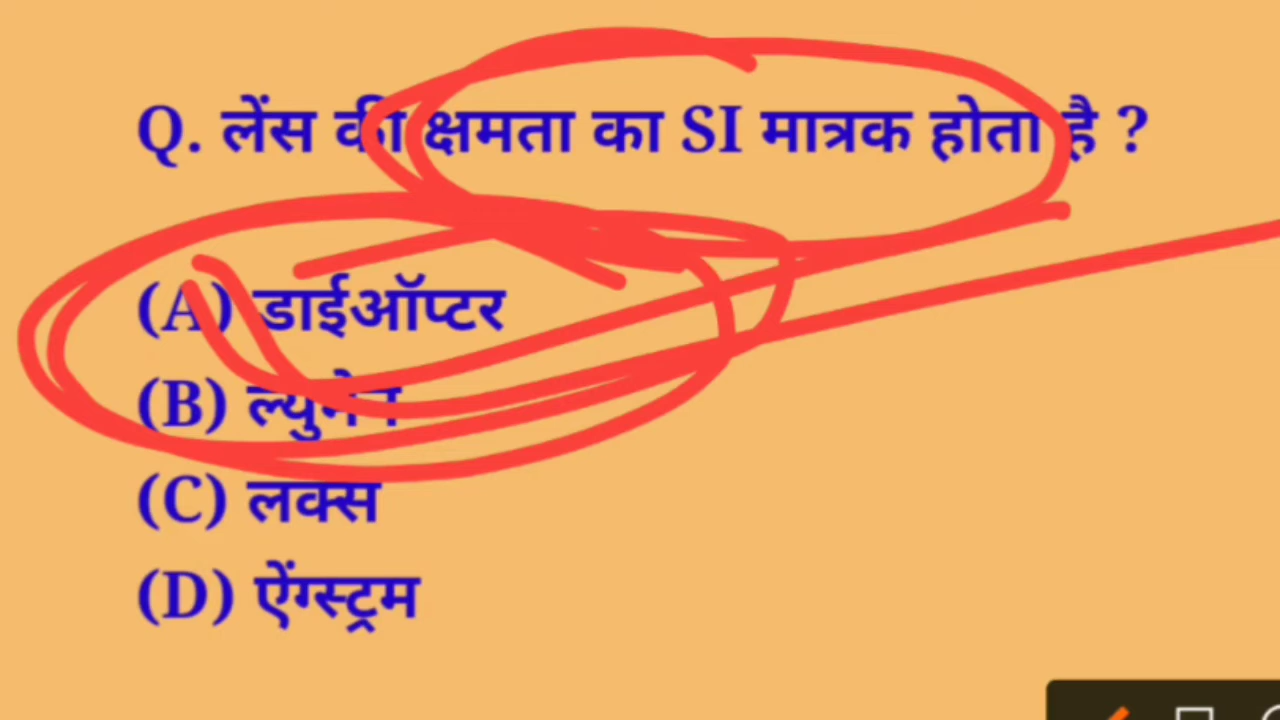 Q. लेंस की क्षमता का SI मात्रक होता है ?
(A) डाईऑप्टर
(B) ल्युमेन
(C) लक्स
(D) ऐंग्स्ट्रम